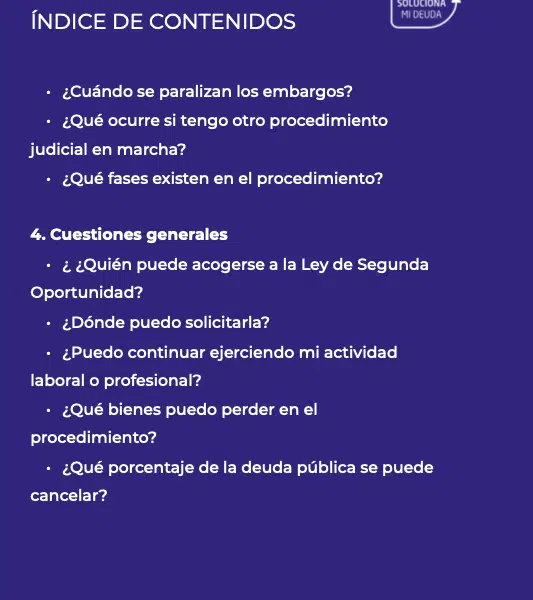 SOLUCIONA
MI DEUDA
ÍNDICE DE CONTENIDOS
• ¿Cuándo se paralizan los embargos?
• ¿Qué ocurre si tengo otro procedimiento
judicial en marcha?
• ¿Qué fases existen en el procedimiento?
4. Cuestiones generales
• ¿ ¿Quién puede acogerse a la Ley de Segunda
Oportunidad?
• ¿Dónde puedo solicitarla?
• ¿Puedo continuar ejerciendo mi actividad
laboral o profesional?
• ¿Qué bienes puedo perder en el
procedimiento?
• ¿Qué porcentaje de la deuda pública se puede
cancelar?